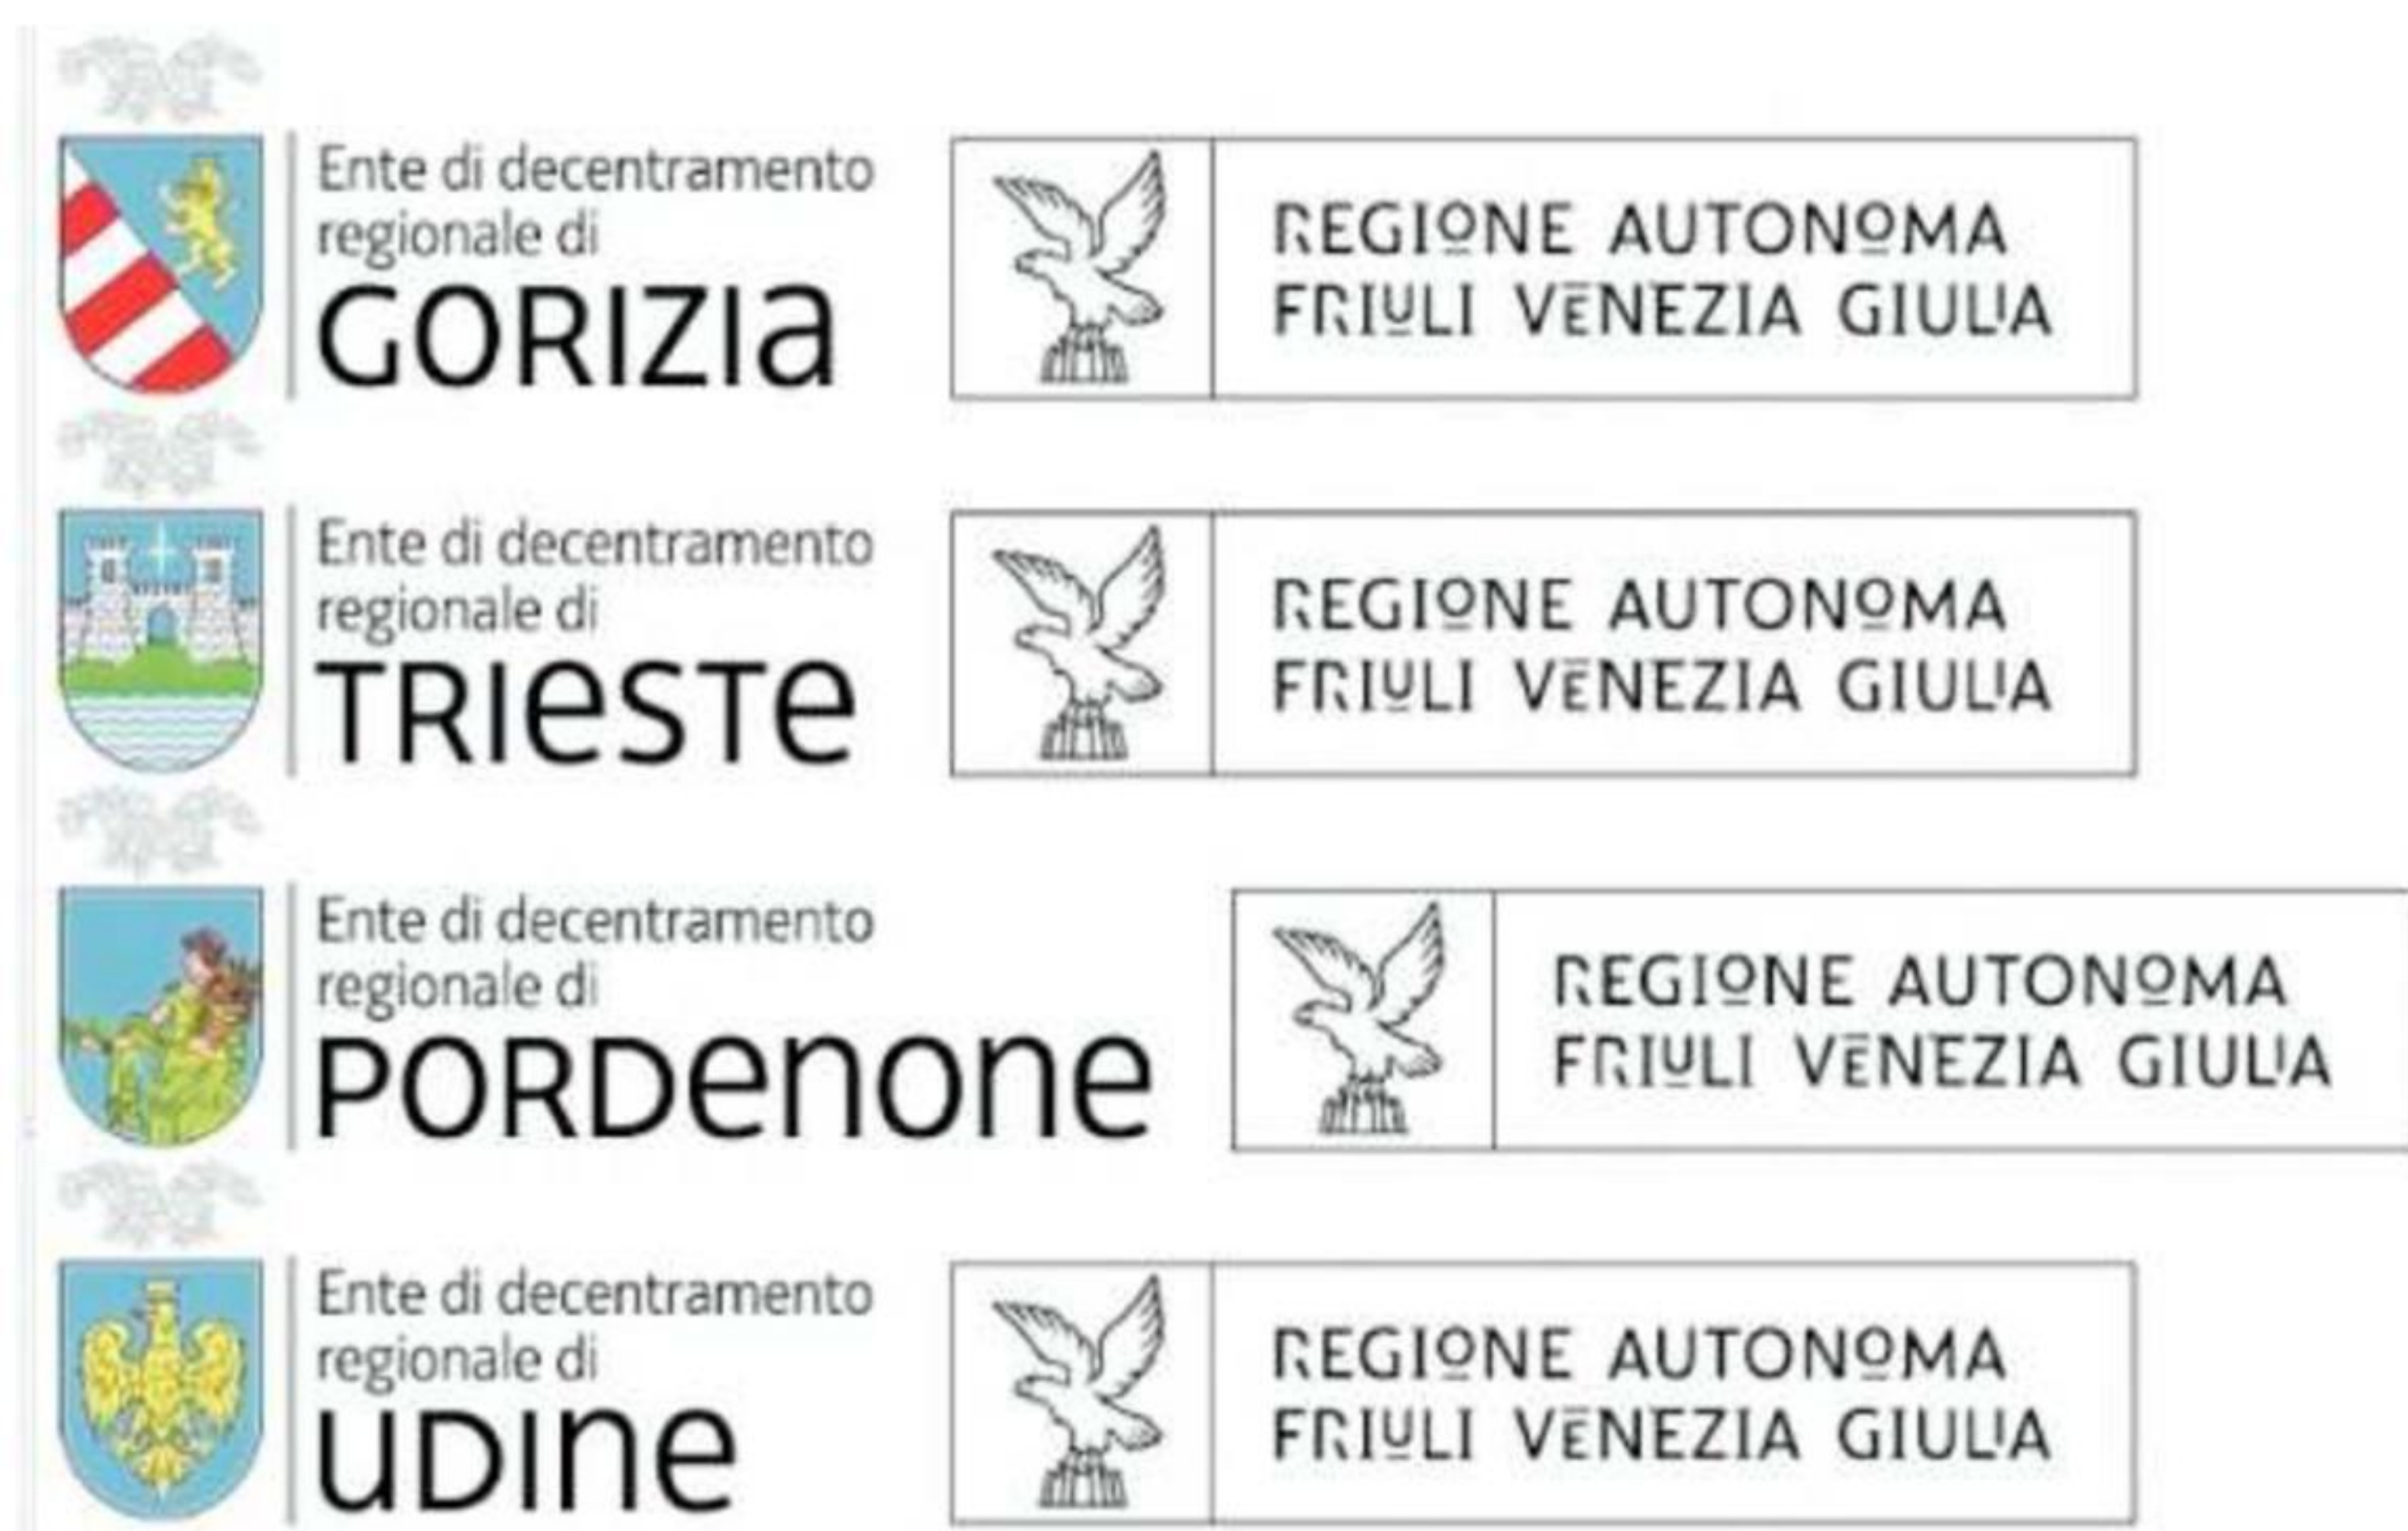 Ente di decentramento
regionale di
GORIZIa
REGIONE AUTONOMA
FRIULI VENEZIA GIULIA
Ente di decentramento
regionale di
TRIeSTe
REGIONE AUTONOMA
FRIULI VENEZIA GIULIA
Ente di decentramento
regionale di
PORDenone
REGIONE AUTONOMA
FRIULI VENEZIA GIULIA
Ente di decentramento
regionale di
uDIne
REGIONE AUTONOMA
FRIULI VENEZIA GIULIA